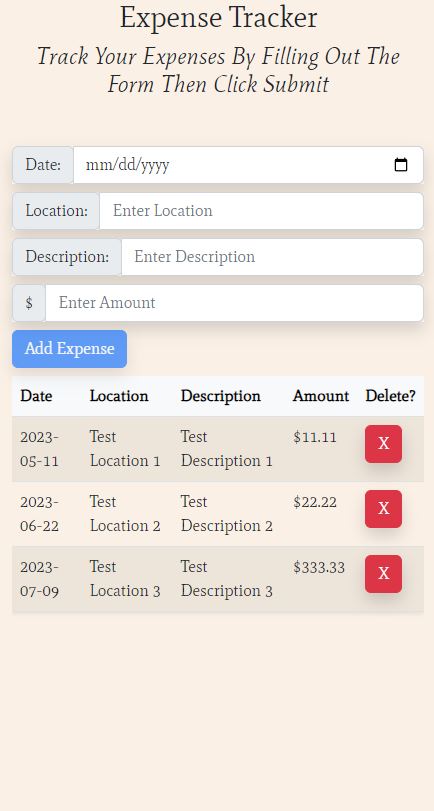 Expense Tracker
Track Your Expenses By Filling Out The
Form Then Click Submit
Date: mm/dd/yyyy
Location: Enter Location
Description: Enter Description
$ Enter Amount
Add Expense
Date Location Description Amount Delete?
2023- Test Test $11.11 X
05-11 Location 1 Description 1
2023- Test Test $22.22 X
06-22 Location 2 Description 2
2023- Test Test $333.33 X
07-09 Location 3 Description 3